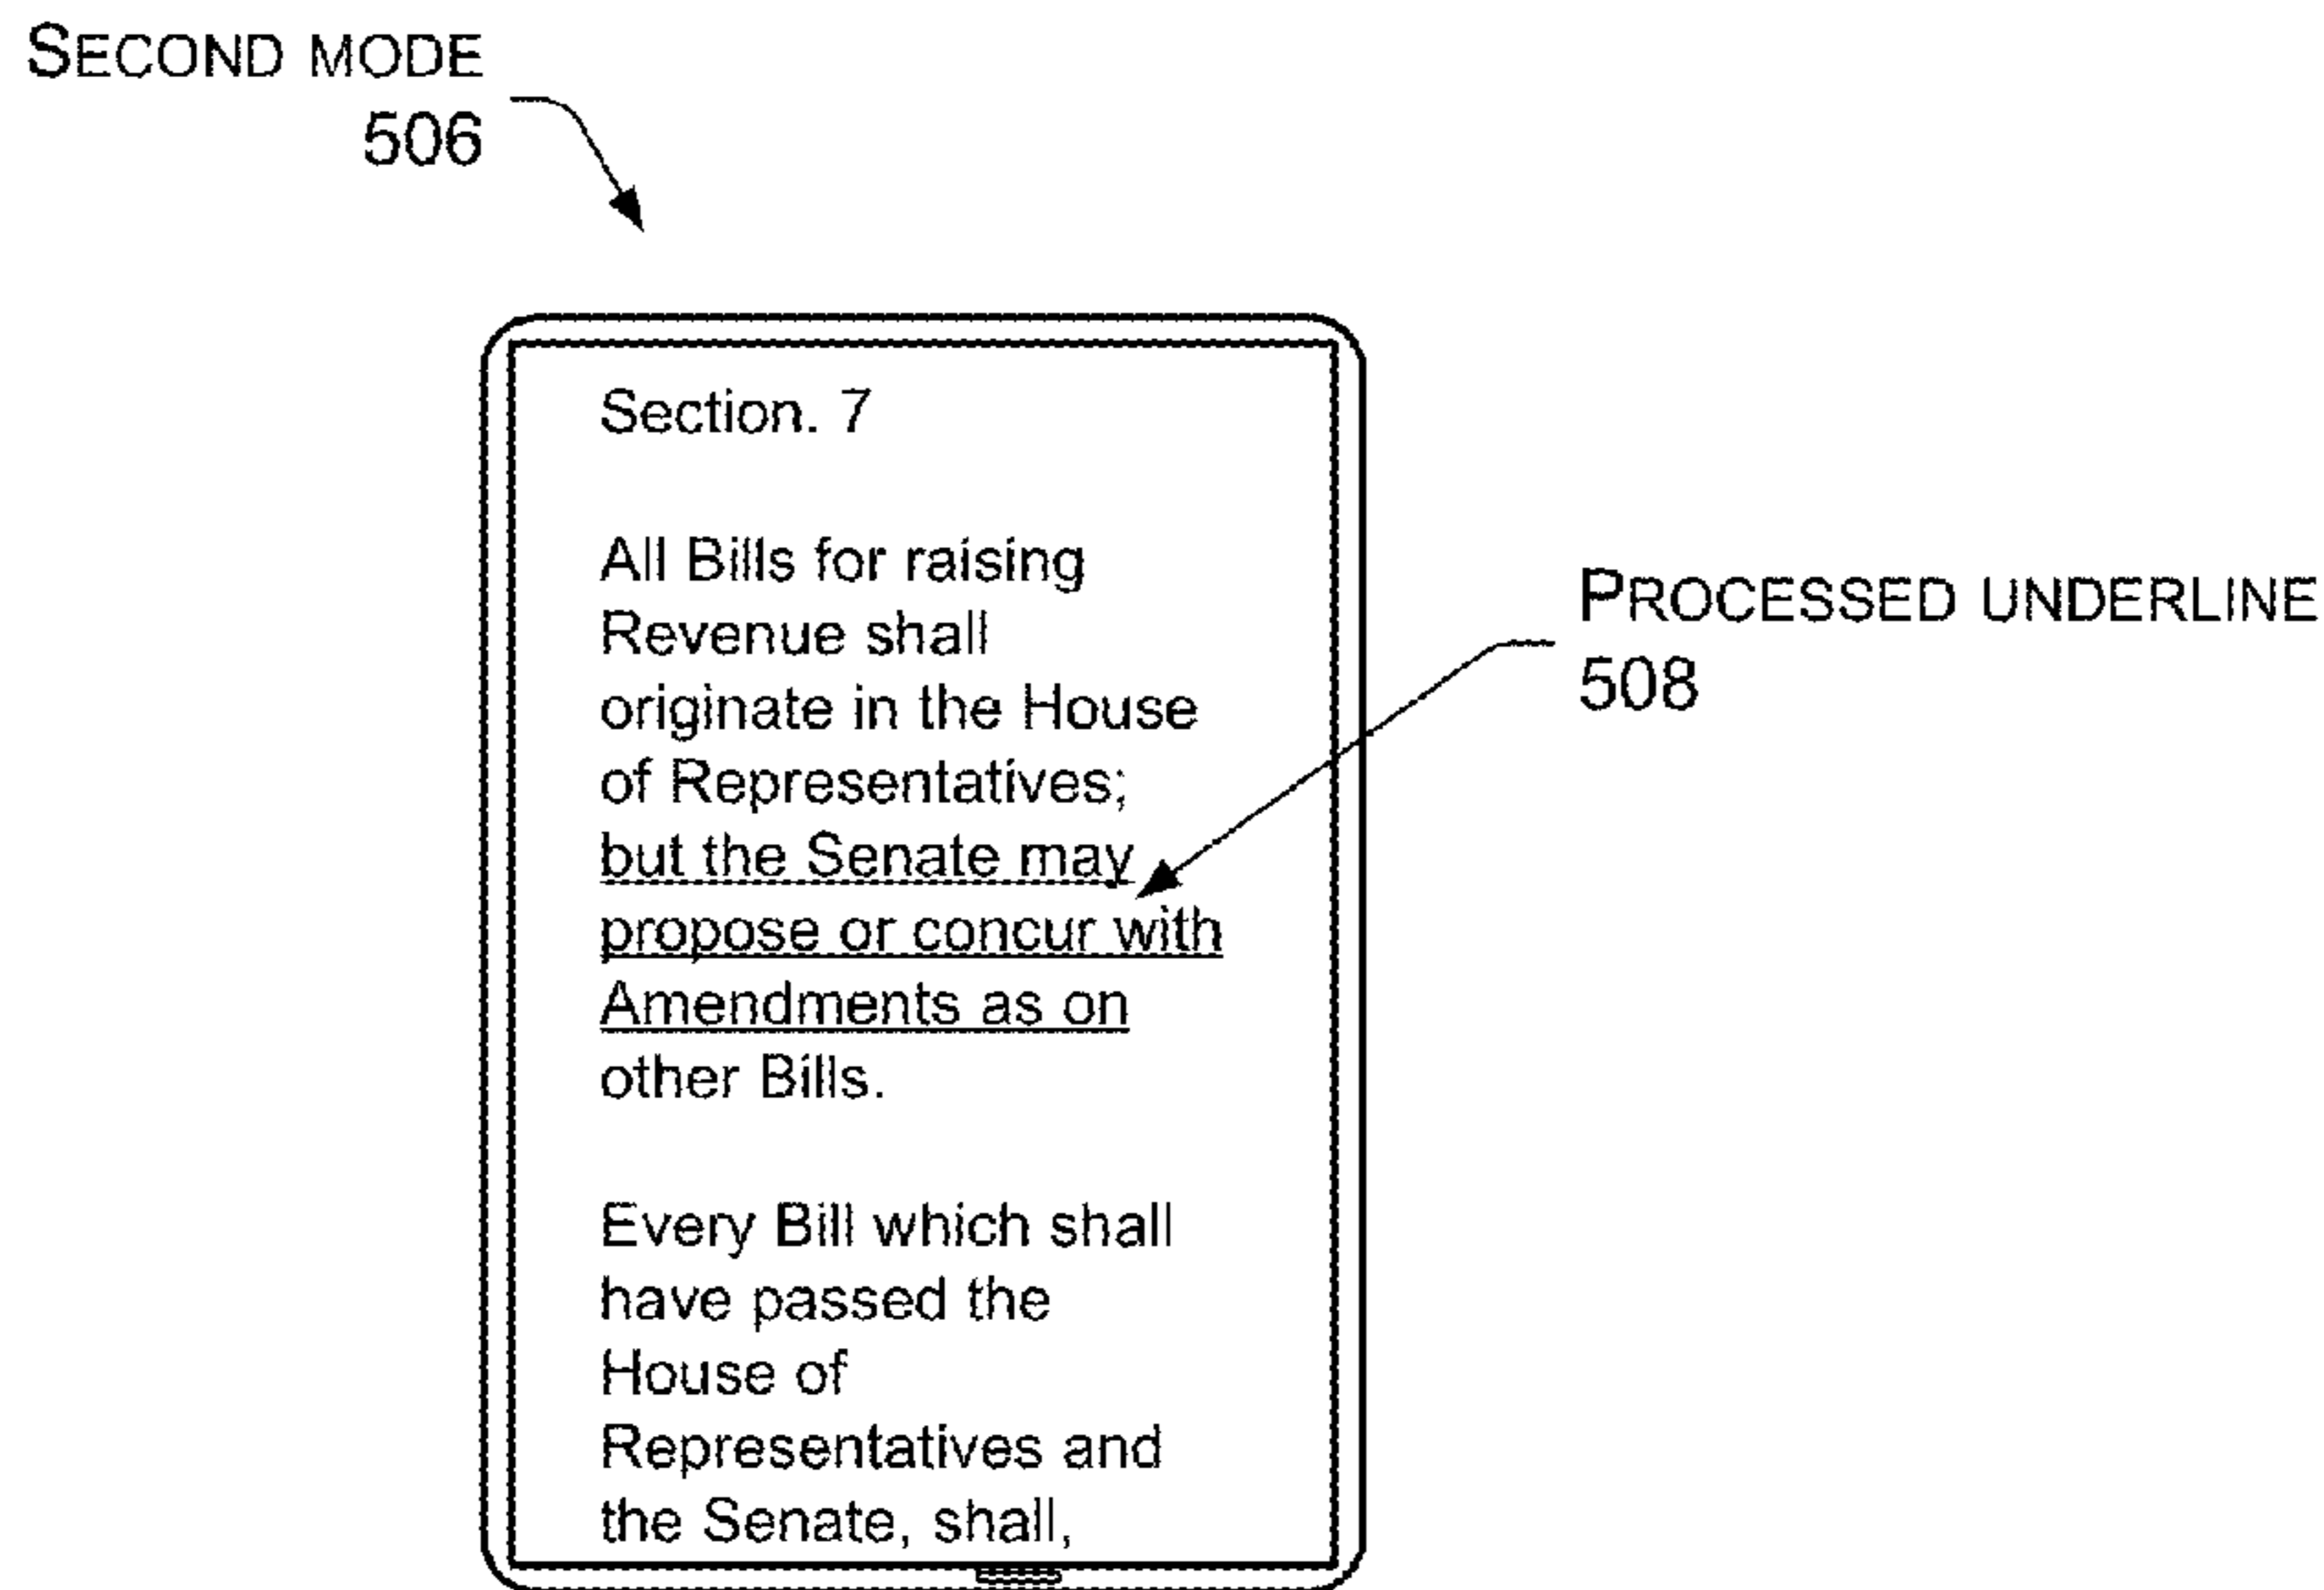 SECOND MODE
506
Section. 7
All Bills for raising
Revenue shall
originate in the House
of Representatives;
but the Senate may
propose or concur with
Amendments as on
other Bills.
Every Bill which shall
have passed the
House of
Representatives and
the Senate, shall,
PROCESSED UNDERLINE
508